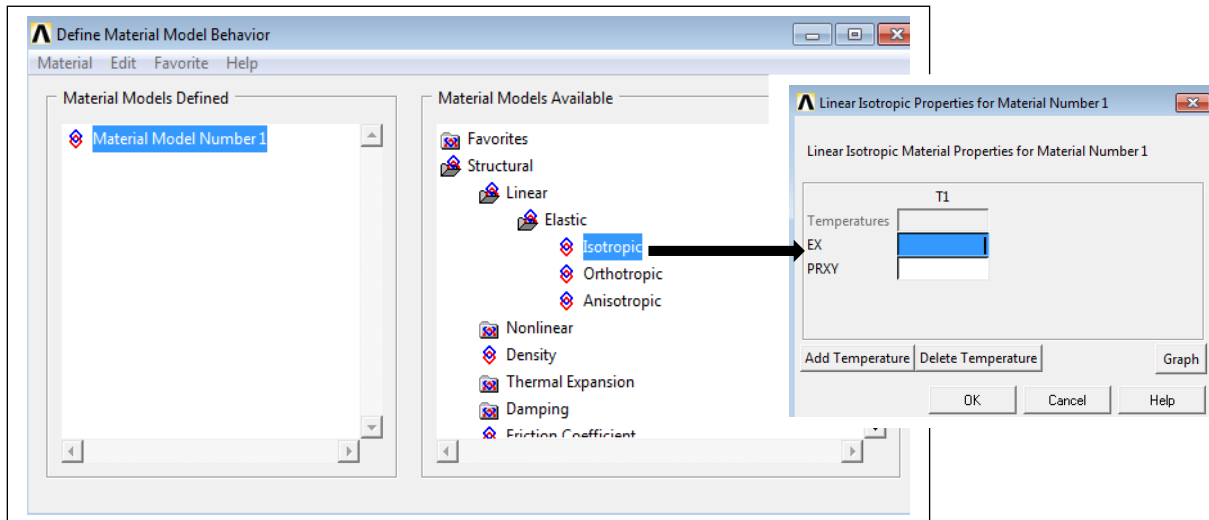 Define Material Model Behavior
Material Edit Favorite Help
Material Models Defined
Material Model Number 1
Material Models Available
Favorites
Structural
Linear
Elastic
Isotropic
Orthotropic
Anisotropic
Nonlinear
Density
Thermal Expansion
Damping
Friction Coefficient
Linear Isotropic Properties for Material Number 1
Linear Isotropic Material Properties for Material Number 1
T1
Temperatures
EX
PRXY
Add Temperature Delete Temperature Graph
OK Cancel Help